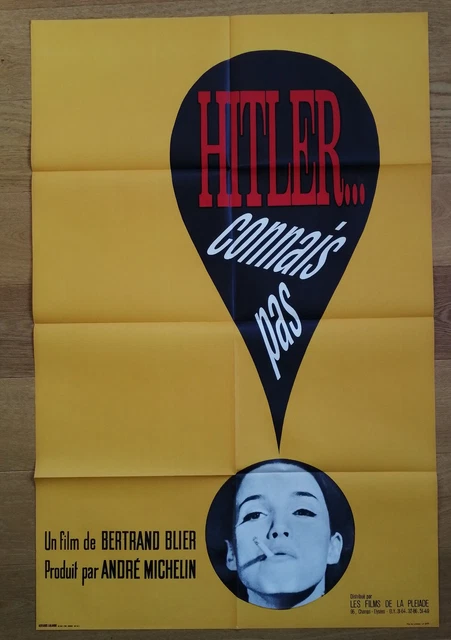 HITLER...
connais
pas
Un film de BERTRAND BLIER
Produit par ANDRÉ MICHELIN
Distribué par
LES FILMS DE LA PLEIADE